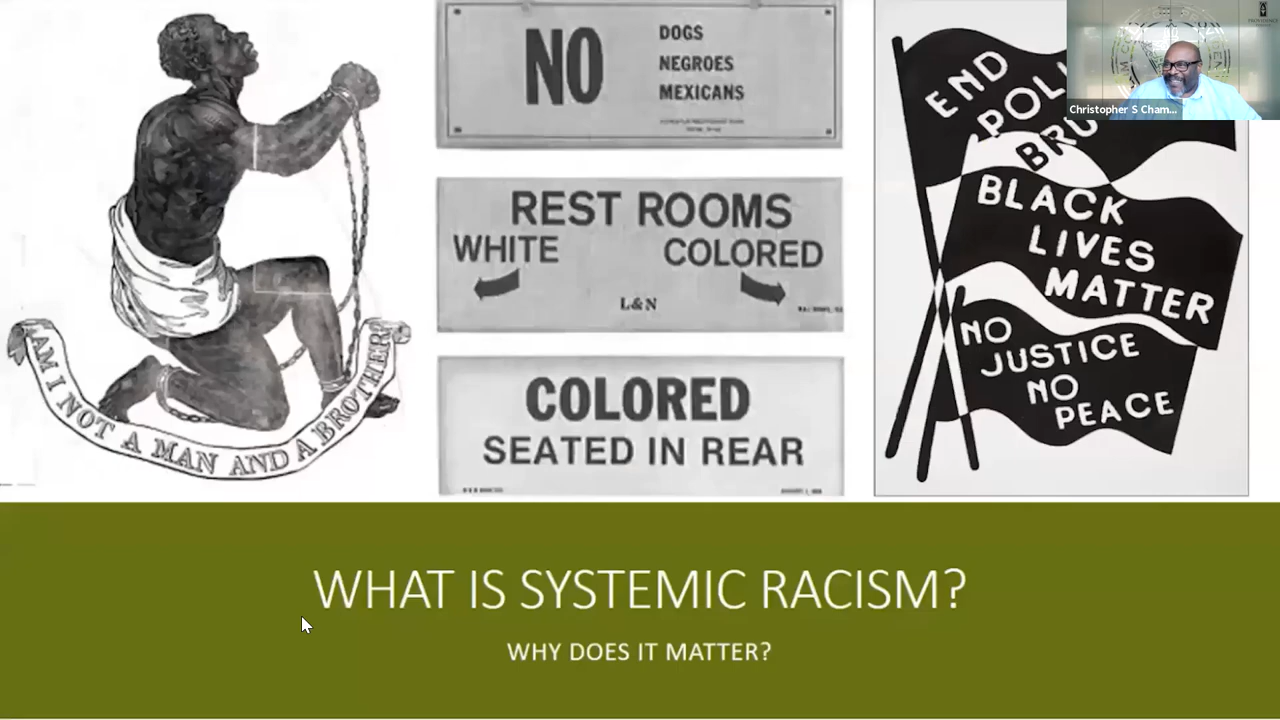 AM I NOT A MAN AND A BROTHER
NO
DOGS
NEGROES
MEXICANS
REST ROOMS
WHITE
COLORED
L&N
COLORED
SEATED IN REAR
END
POLI
BRU
BLACK
LIVES
MATTER
NO
JUSTICE
NO
PEACE
Christopher S Cham...
WHAT IS SYSTEMIC RACISM?
WHY DOES IT MATTER?